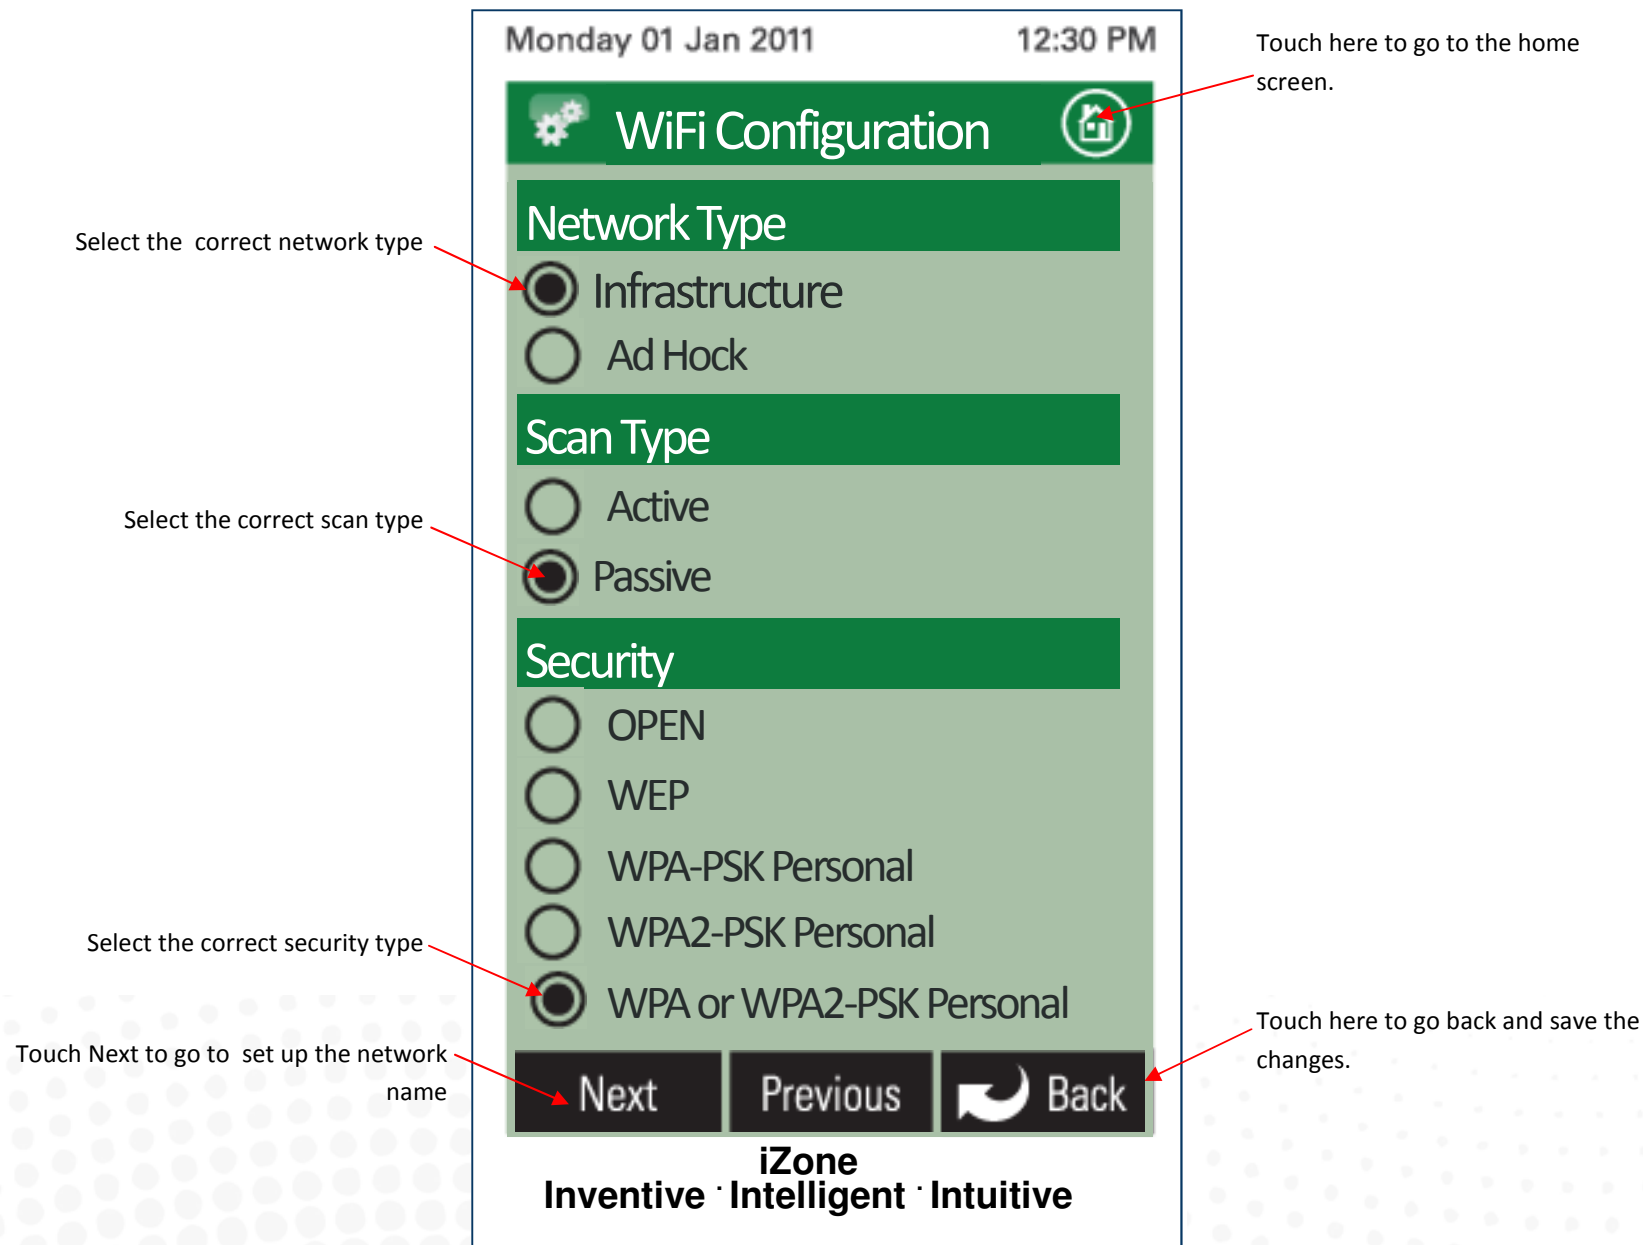 Monday 01 Jan 2011 12:30 PM
Touch here to go to the home
screen.
WiFi Configuration
Network Type
Select the correct network type
Infrastructure
Ad Hock
Scan Type
Active
Select the correct scan type
Passive
Security
OPEN
WEP
WPA-PSK Personal
WPA2-PSK Personal
Select the correct security type
WPA or WPA2-PSK Personal
Touch here to go back and save the
changes.
Touch Next to go to set up the network
name
Next Previous Back
iZone
Inventive · Intelligent · Intuitive